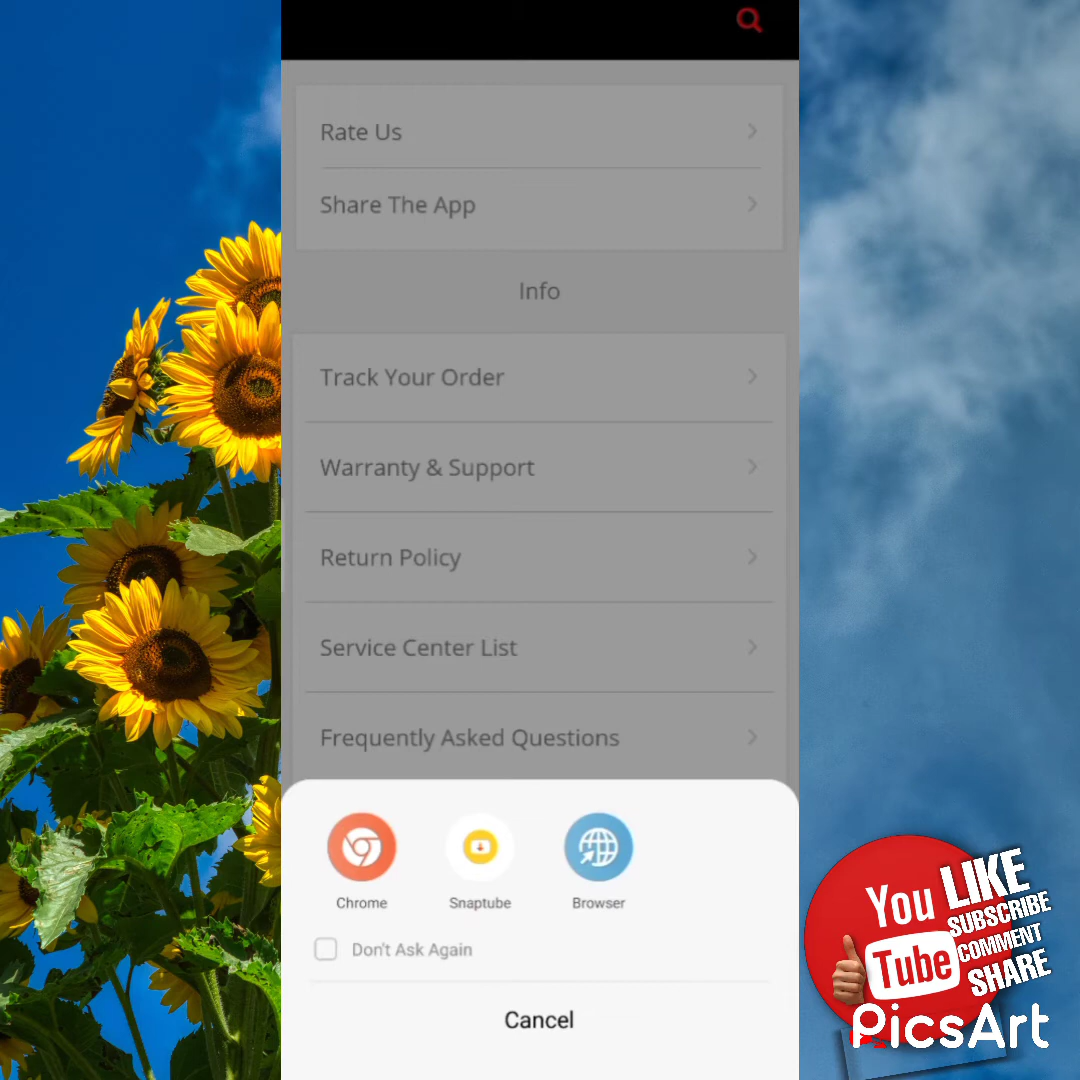 Rate Us
Share The App
Info
Track Your Order
Warranty & Support
Return Policy
Service Center List
Frequently Asked Questions
Chrome
Snaptube
Browser
Don't Ask Again
Cancel
You
Tube
LIKE
SUBSCRIBE
COMMENT
SHARE
PicsArt